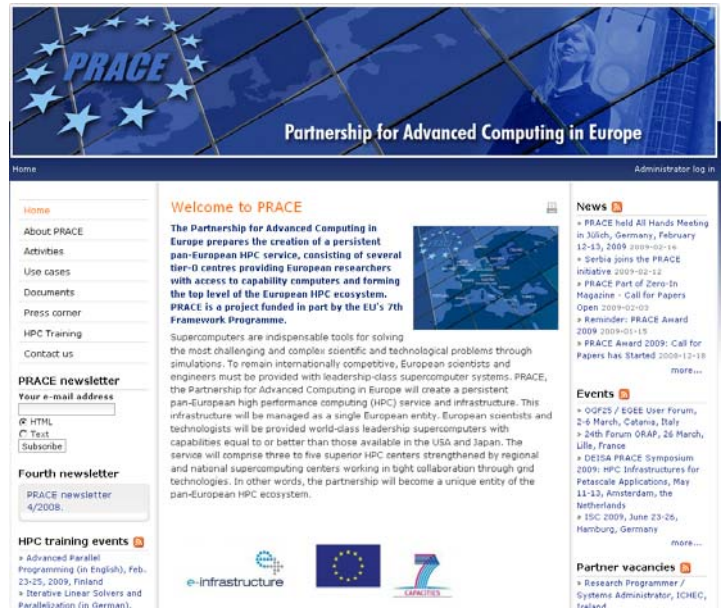 PRACE
Partnership for Advanced Computing in Europe
Home
Administrator log in
Home
About PRACE
Activities
Use cases
Documents
Press corner
HPC Training
Contact us
PRACE newsletter
Your e-mail address
HTML
Text
Subscribe
Fourth newsletter
PRACE newsletter
4/2008.
HPC training events
» Advanced Parallel
Programming (in English), Feb.
23-25, 2009, Finland
» Iterative Linear Solvers and
Parallelization (in German),
Welcome to PRACE
The Partnership for Advanced Computing in
Europe prepares the creation of a persistent
pan-European HPC service, consisting of several
tier-0 centres providing European researchers
with access to capability computers and forming
the top level of the European HPC ecosystem.
PRACE is a project funded in part by the EU's 7th
Framework Programme.
Supercomputers are indispensable tools for solving
the most challenging and complex scientific and technological problems through
simulations. To remain internationally competitive, European scientists and
engineers must be provided with leadership-class supercomputer systems. PRACE,
the Partnership for Advanced Computing in Europe will create a persistent
pan-European high performance computing (HPC) service and infrastructure. This
infrastructure will be managed as a single European entity. European scientists and
technologists will be provided world-class leadership supercomputers with
capabilities equal to or better than those available in the USA and Japan. The
service will comprise three to five superior HPC centers strengthened by regional
and national supercomputing centers working in tight collaboration through grid
technologies. In other words, the partnership will become a unique entity of the
pan-European HPC ecosystem.
e-infrastructure
7
CAPACITIES
News
» PRACE held All Hands Meeting
in Jülich, Germany, February
12-13, 2009 2009-02-16
» Serbia joins the PRACE
initiative 2009-02-12
» PRACE Part of Zero-In
Magazine - Call for Papers
Open 2009-02-03
» Reminder: PRACE Award
2009 2009-01-15
» PRACE Award 2009: Call for
Papers has Started 2008-12-18
more...
Events
» OGF25 / EGEE User Forum,
2-6 March, Catania, Italy
» 24th Forum ORAP, 26 March,
Lille, France
» DEISA PRACE Symposium
2009: HPC Infrastructures for
Petascale Applications, May
11-13, Amsterdam, the
Netherlands
» ISC 2009, June 23-26,
Hamburg, Germany
more...
Partner vacancies
» Research Programmer /
Systems Administrator, ICHEC,
Ireland